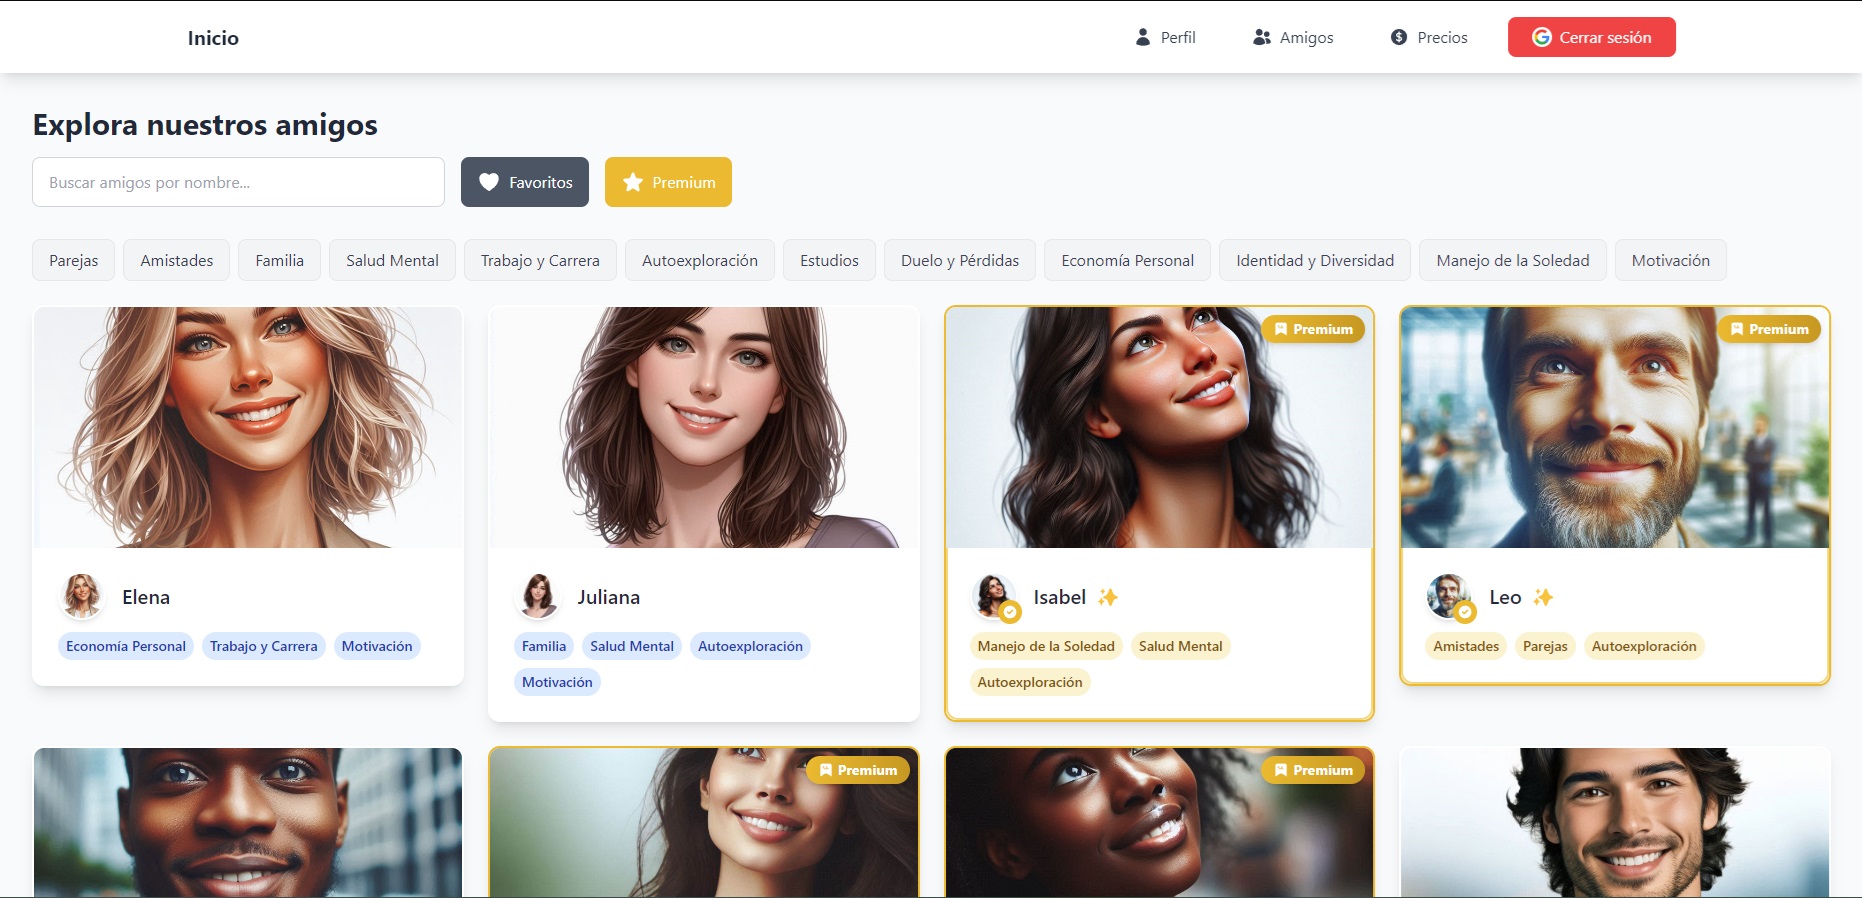 Inicio
Perfil
Amigos
Precios
Cerrar sesión
Explora nuestros amigos
Buscar amigos por nombre...
Favoritos
Premium
Parejas
Amistades
Familia
Salud Mental
Trabajo y Carrera
Autoexploración
Estudios
Duelo y Pérdidas
Economía Personal
Identidad y Diversidad
Manejo de la Soledad
Motivación
Elena
Economía Personal Trabajo y Carrera Motivación
Juliana
Familia Salud Mental Autoexploración
Motivación
Premium
Isabel
Manejo de la Soledad Salud Mental
Autoexploración
Premium
Leo
Amistades Parejas Autoexploración
Premium
Premium